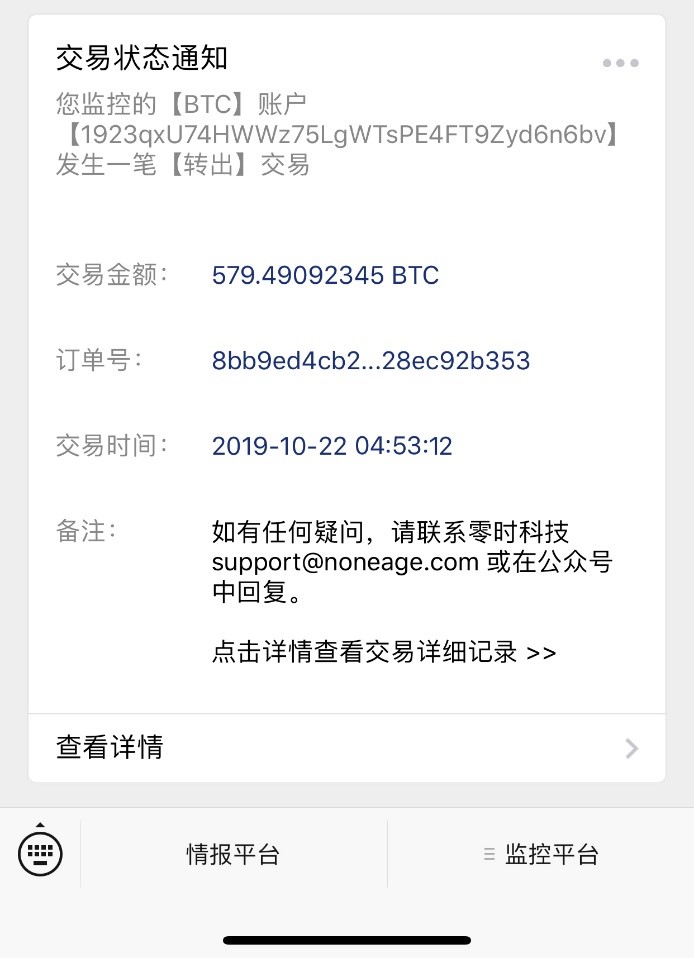 交易状态通知
您监控的【BTC】账户
【1923qxU74HWWz75LgWTsPE4FT9Zyd6n6bv】
发生一笔【转出】交易
交易金额： 579.49092345 BTC
订单号： 8bb9ed4cb2...28ec92b353
交易时间： 2019-10-22 04:53:12
备注： 如有任何疑问，请联系零时科技
support@noneage.com 或在公众号
中回复。
点击详情查看交易详细记录 >>
查看详情
情报平台 监控平台